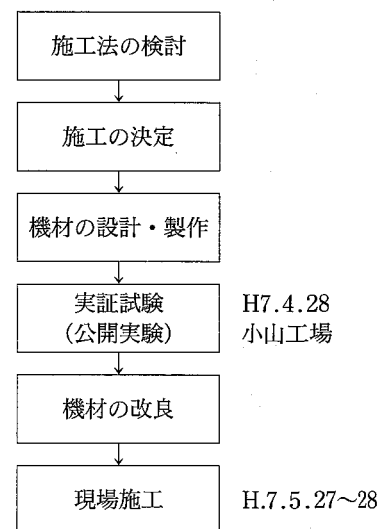 施工法の検討
施工の決定
機材の設計・製作
実証試験
(公開実験)
H7.4.28
小山工場
機材の改良
現場施工
H.7.5.27〜28